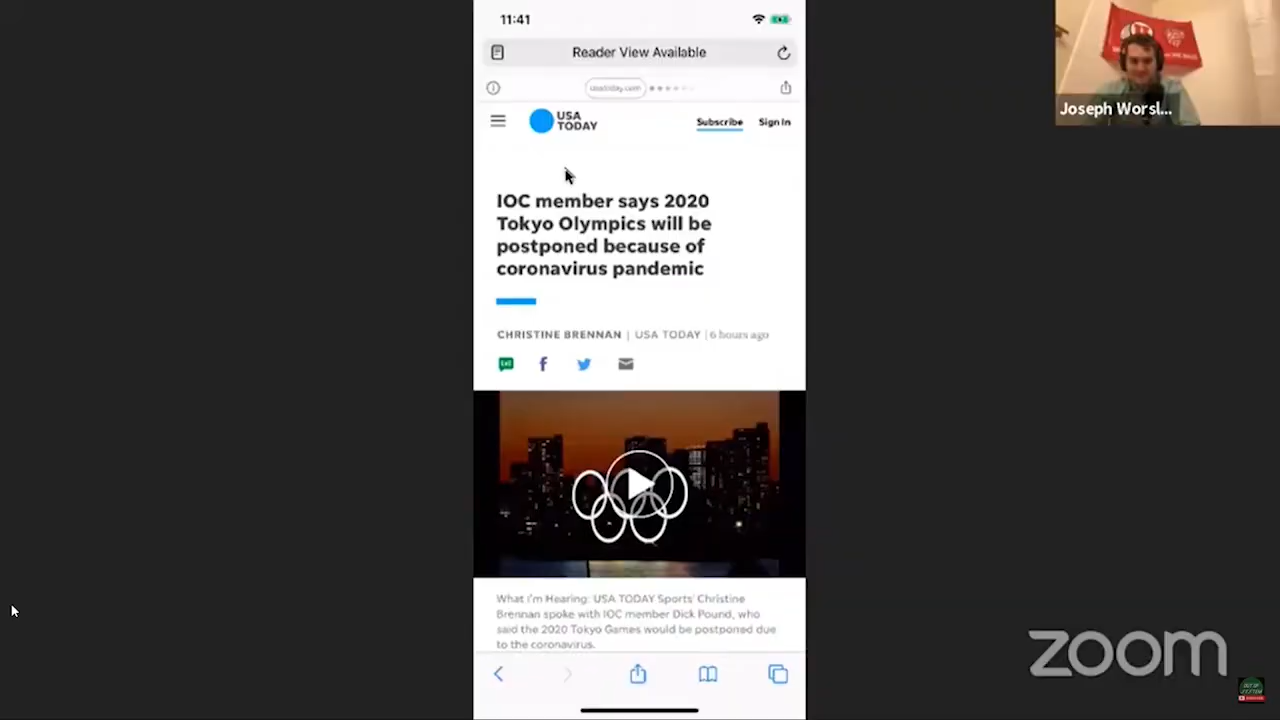 11:41
Reader View Available
usatoday.com
USA
TODAY
Subscribe
Sign In
IOC member says 2020
Tokyo Olympics will be
postponed because of
coronavirus pandemic
CHRISTINE BRENNAN | USA TODAY | 6 hours ago
What I'm Hearing: USA TODAY Sports' Christine
Brennan spoke with IOC member Dick Pound, who
said the 2020 Tokyo Games would be postponed due
to the coronavirus.
Joseph Worsl...
zoom